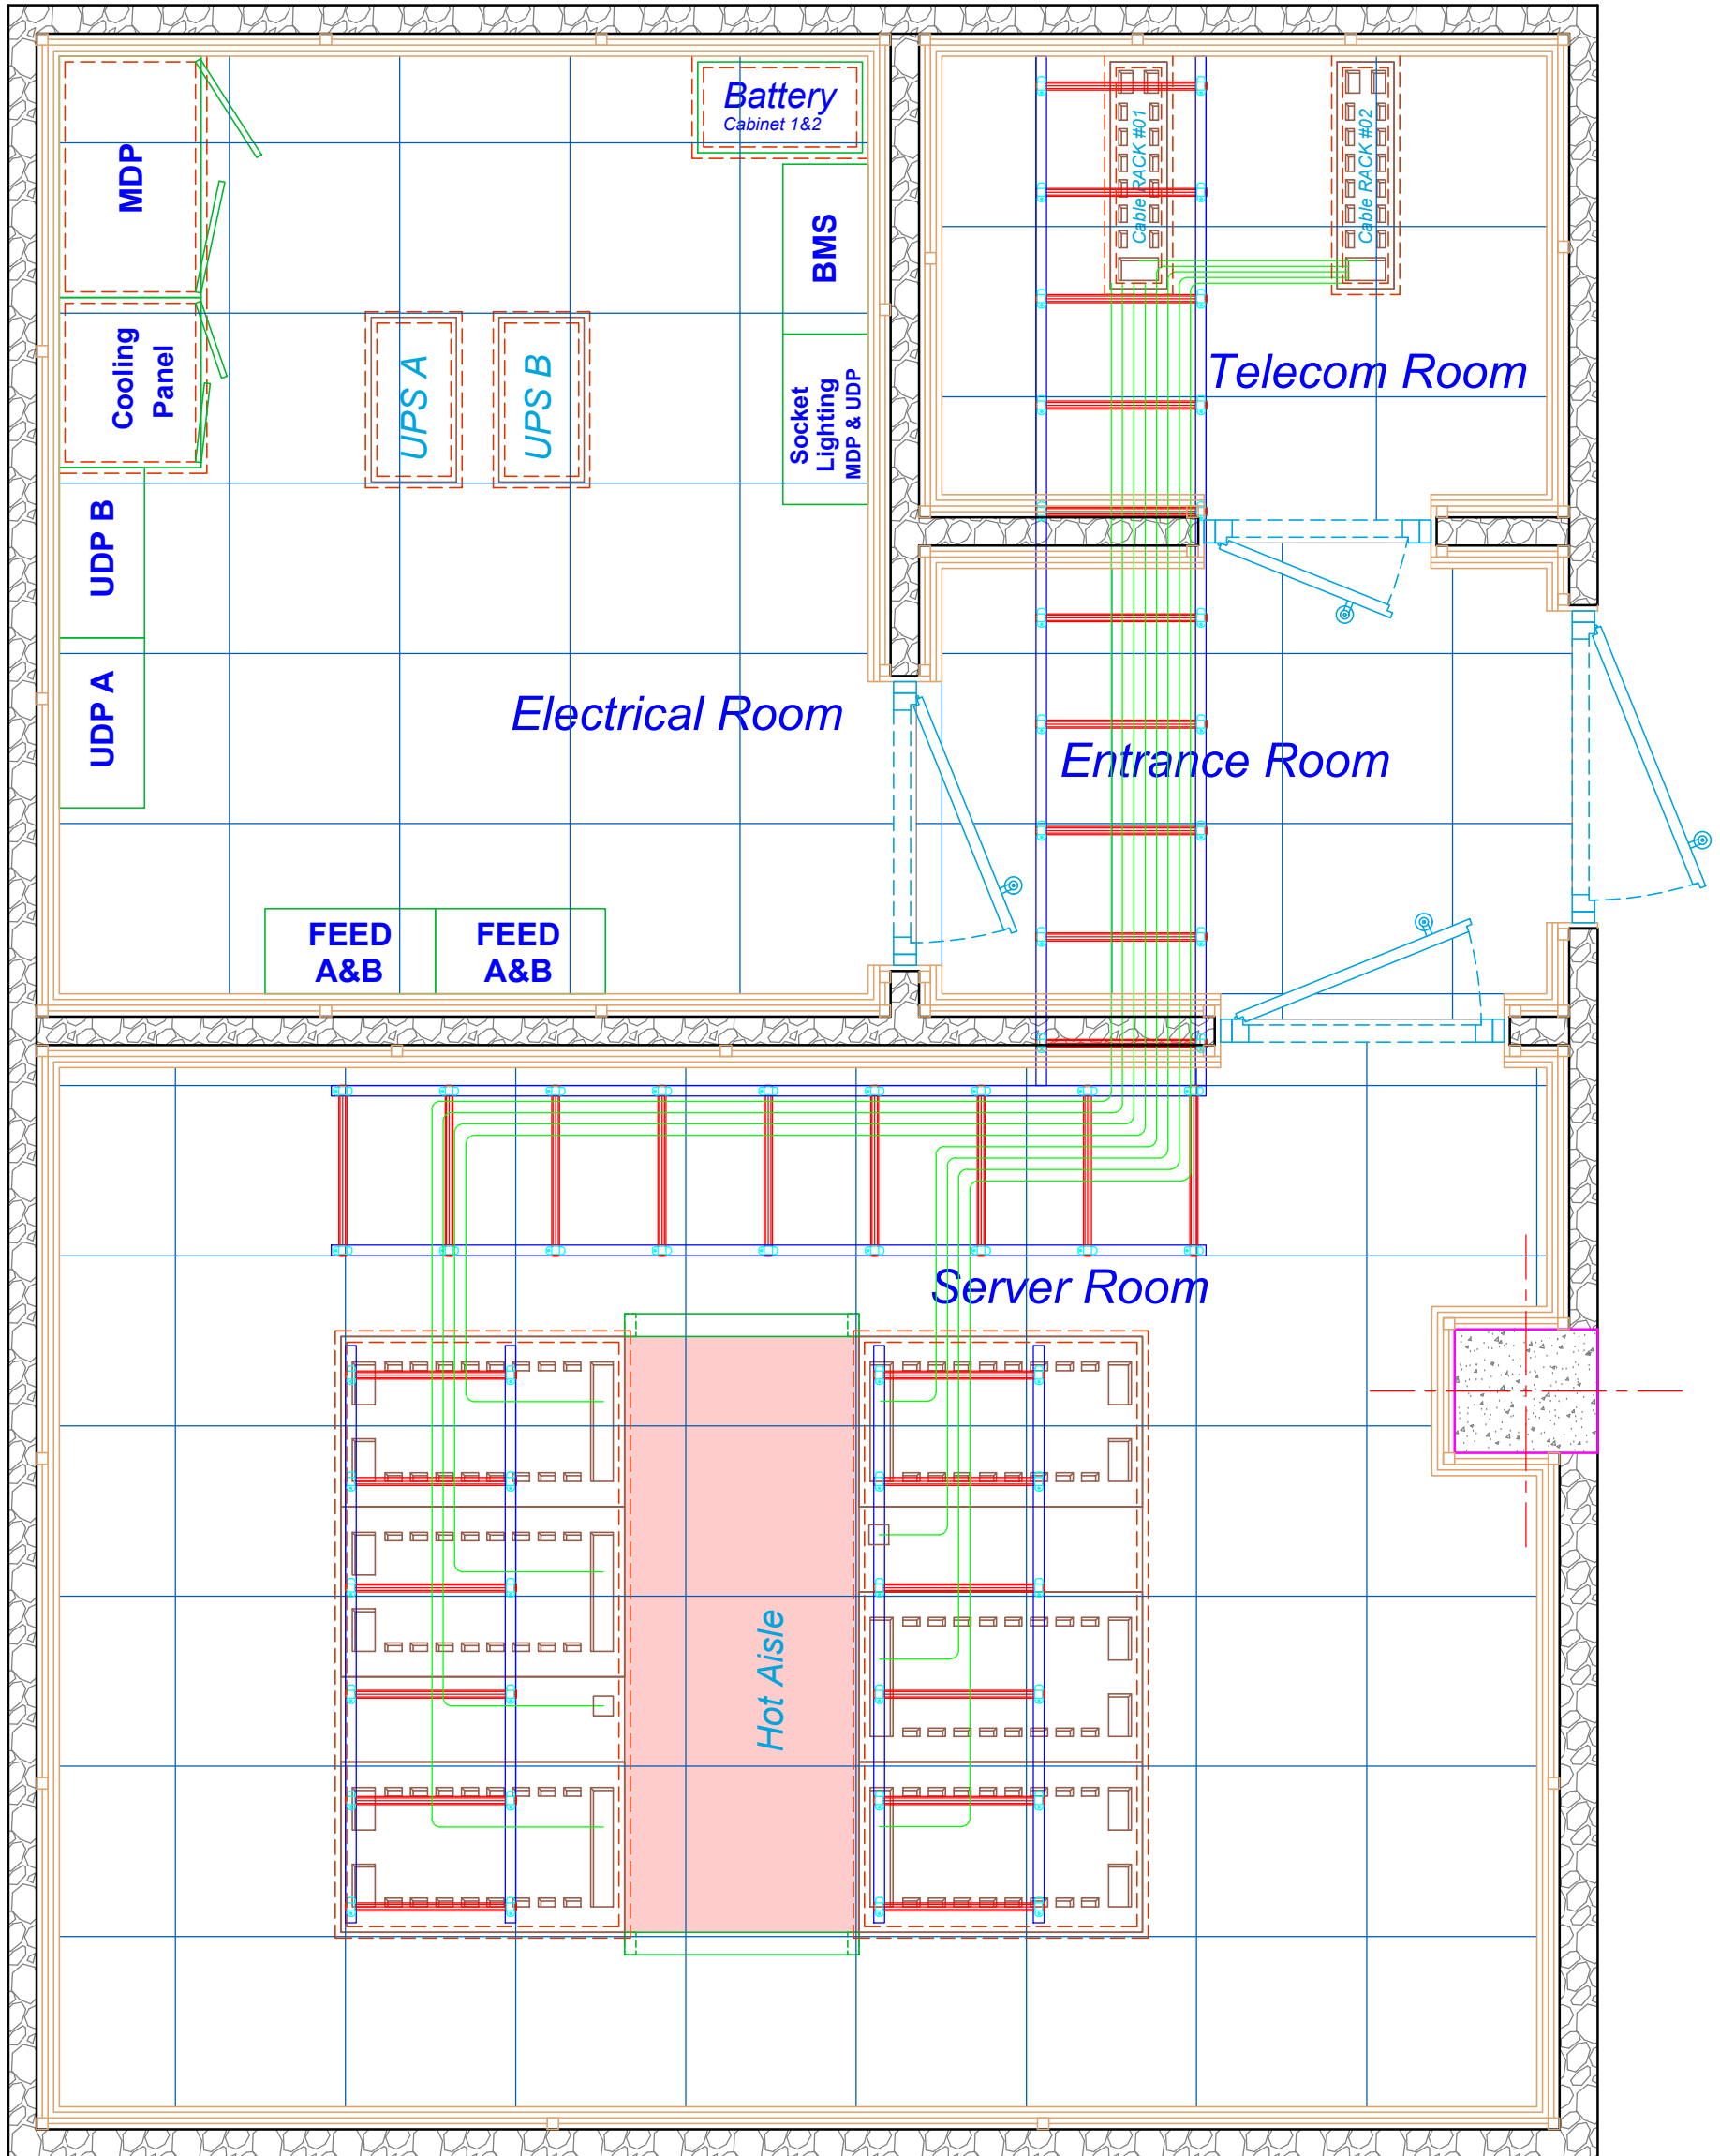 Battery
Cabinet 1&2
MDP
BMS
Cable RACK #01
Cable RACK #02
Cooling
Panel
UPS A
UPS B
Socket
Lighting
MDP & UDP
Telecom Room
UDP B
UDP A
Electrical Room
Entrance Room
FEED
A&B
FEED
A&B
Server Room
Hot Aisle